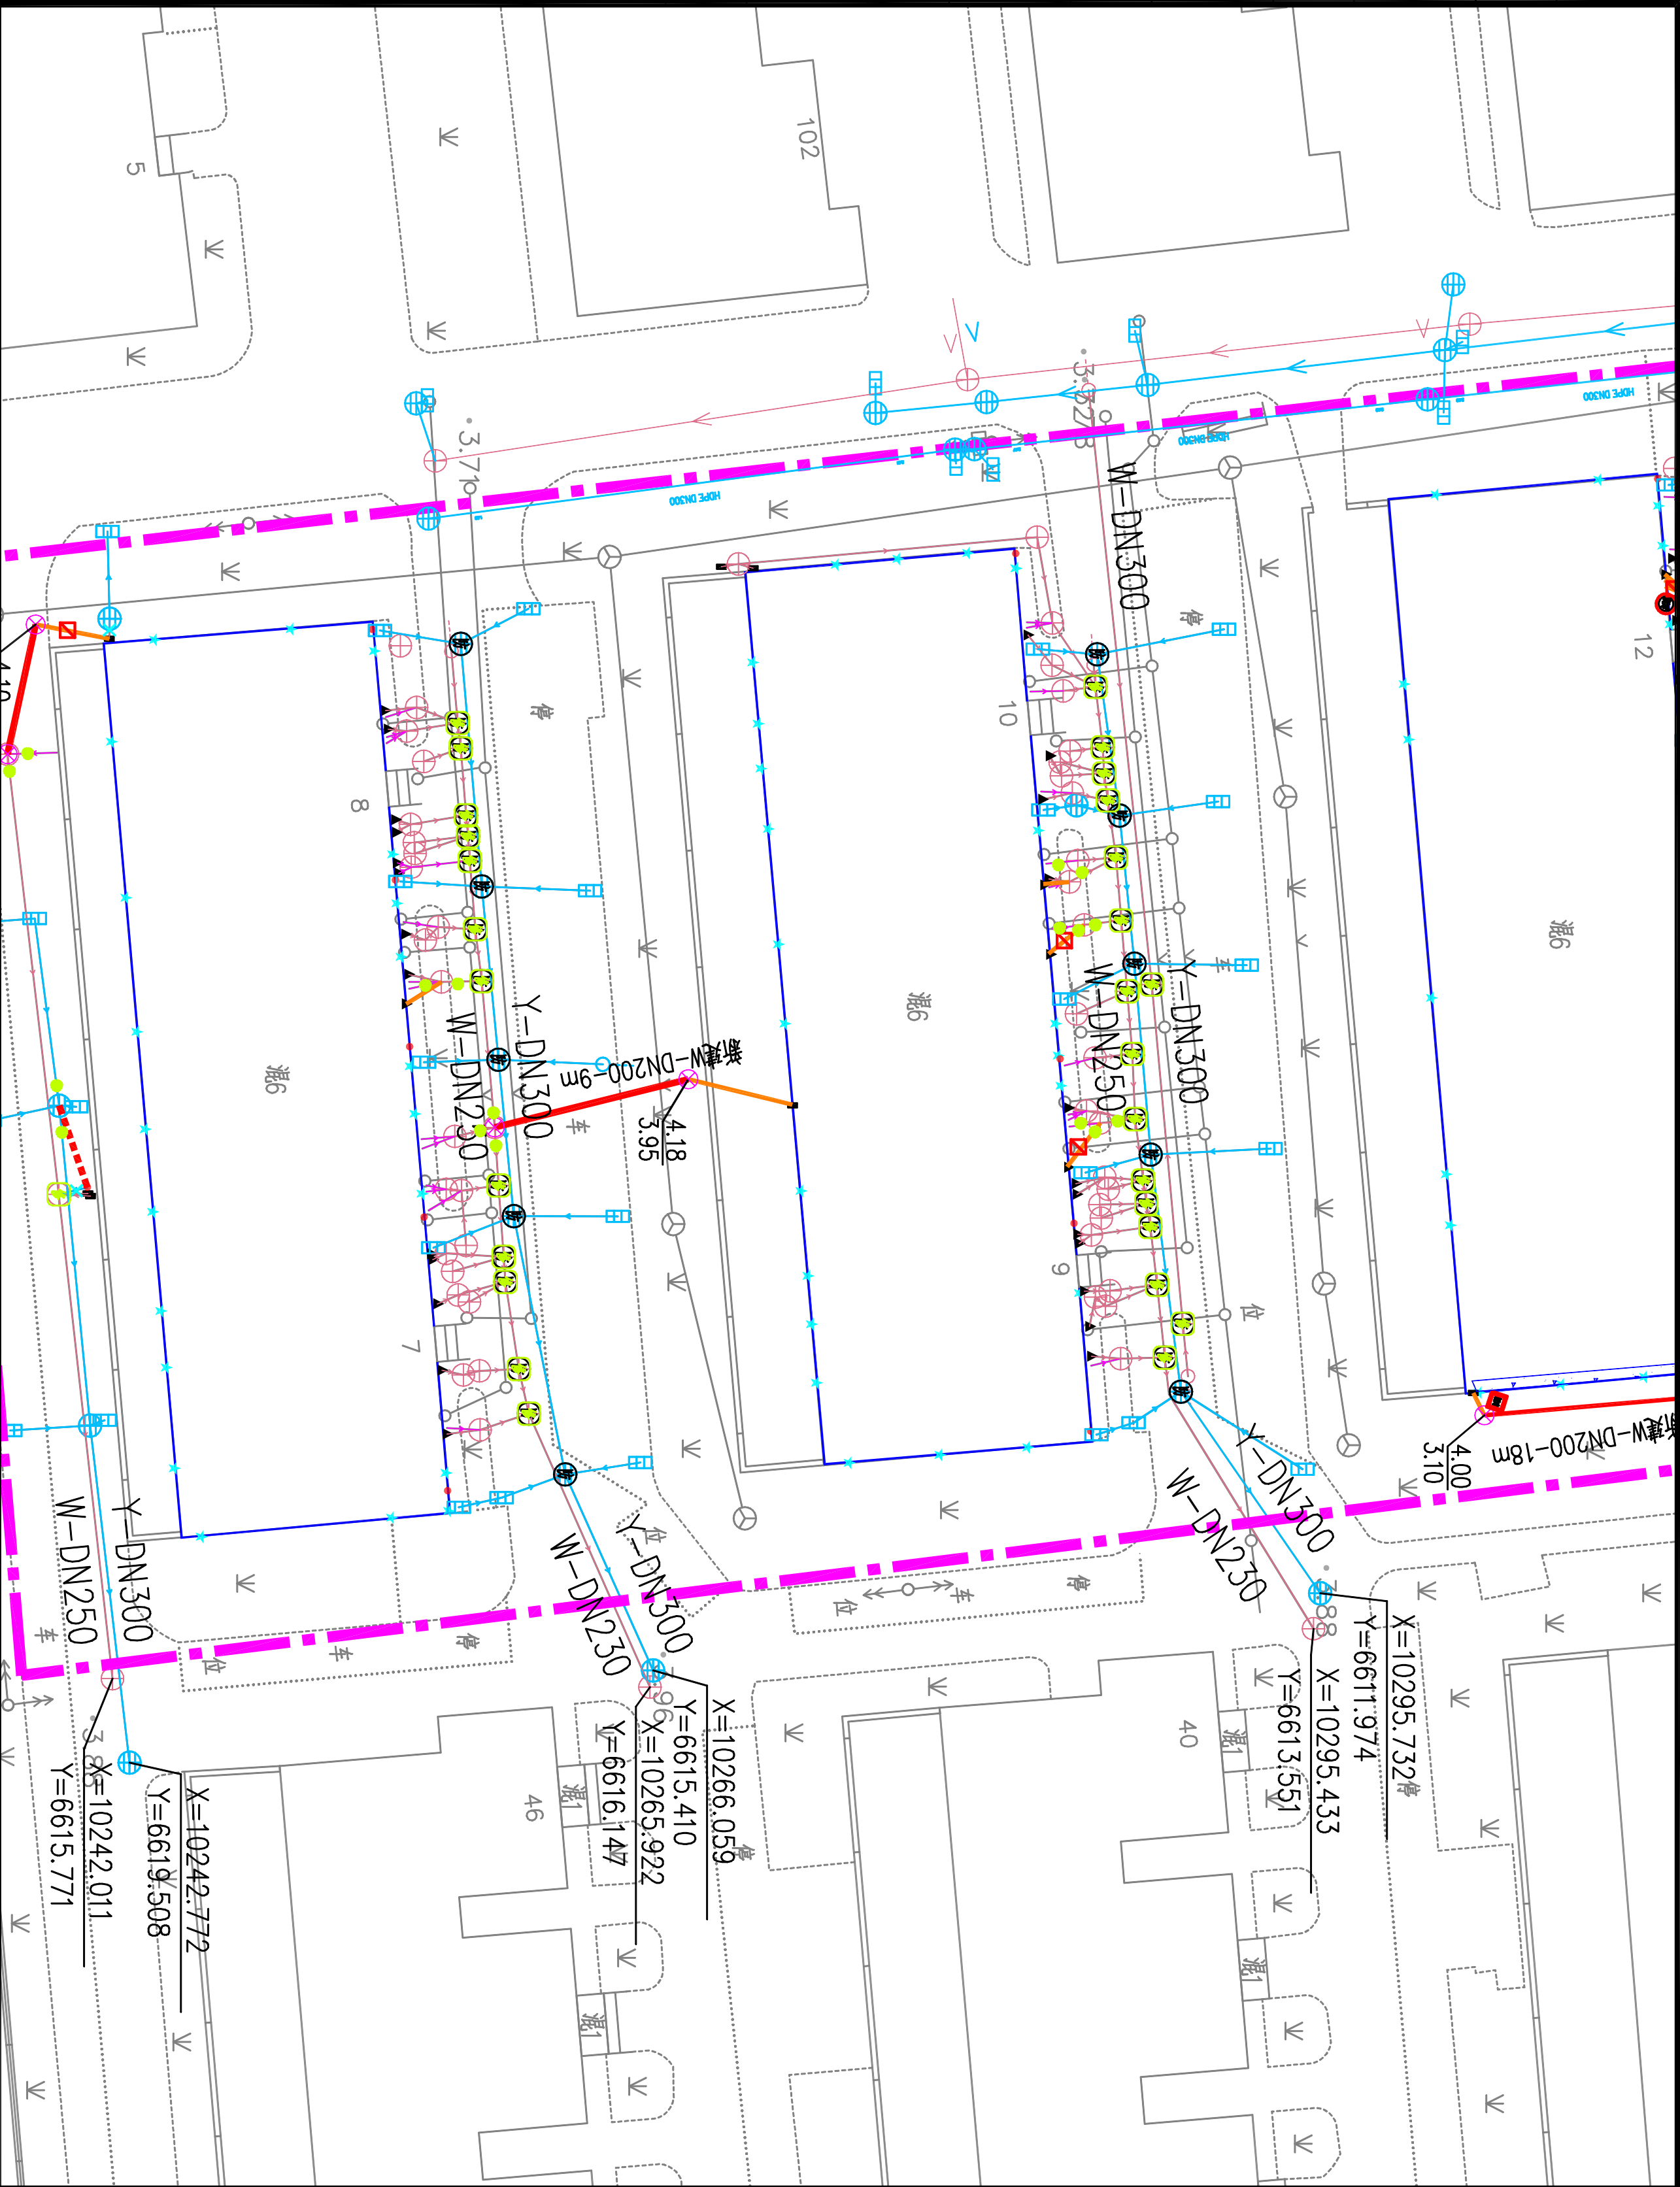 102
5
HDPE DN300
HDPE DN300
HDPE DN300
3.71
W-DN300
12
停
停
10
8
混6
混6
混6
车
车
Y-DN300
W-DN250
Y-DN300
W-DN250
新建W-DN200-9m
4.18
3.95
9
位
7
新建W-DN200-18m
4.00
3.10
Y-DN300
W-DN230
Y-DN300
W-DN230
Y-DN300
W-DN250
位
停
车
位
停
车
位
车
X=10295.732
Y=6611.974
X=10295.433
Y=6613.551
停
X=10266.059
Y=6615.410
X=10265.922
Y=6616.147
停
X=10242.772
Y=6619.508
X=10242.011
Y=6615.771
40
46
混1
混1
混1
混1